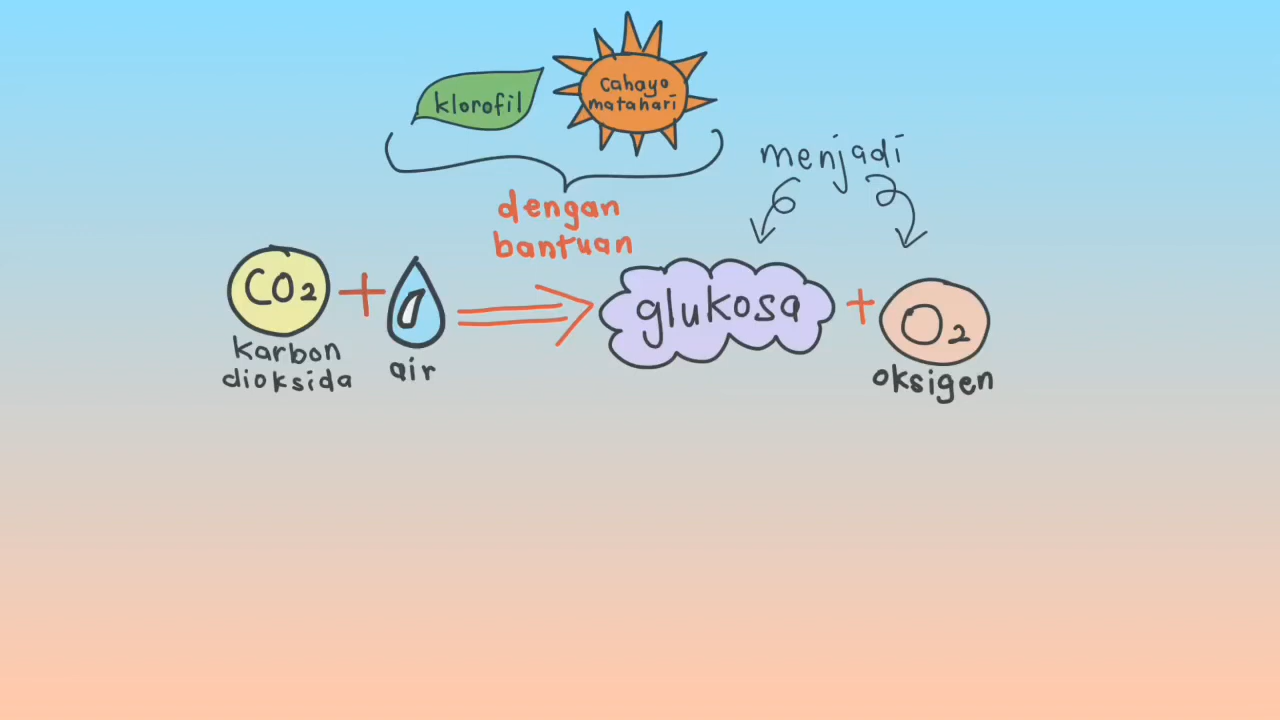 klorofil
cahaya
matahari
menjadi
dengan
bantuan
CO₂ + → glukosa + O₂
karbon
dioksida
air
oksigen